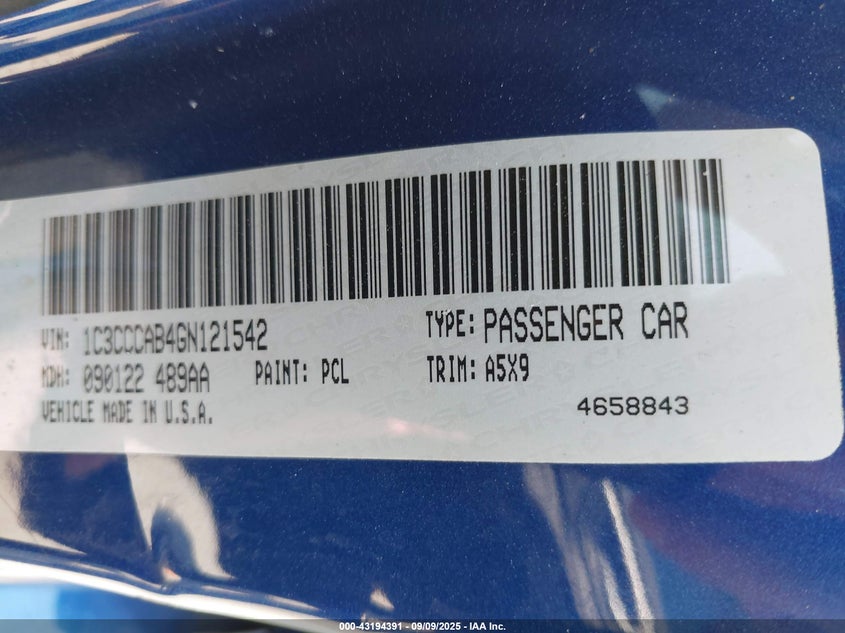 VIN: 1C3CCCAB4GN121542 TYPE: PASSENGER CAR
MDH: 090122 489AA PAINT: PCL TRIM: A5X9
VEHICLE MADE IN U.S.A. 4658843
000-43194391 - 09/09/2025 - IAA Inc.